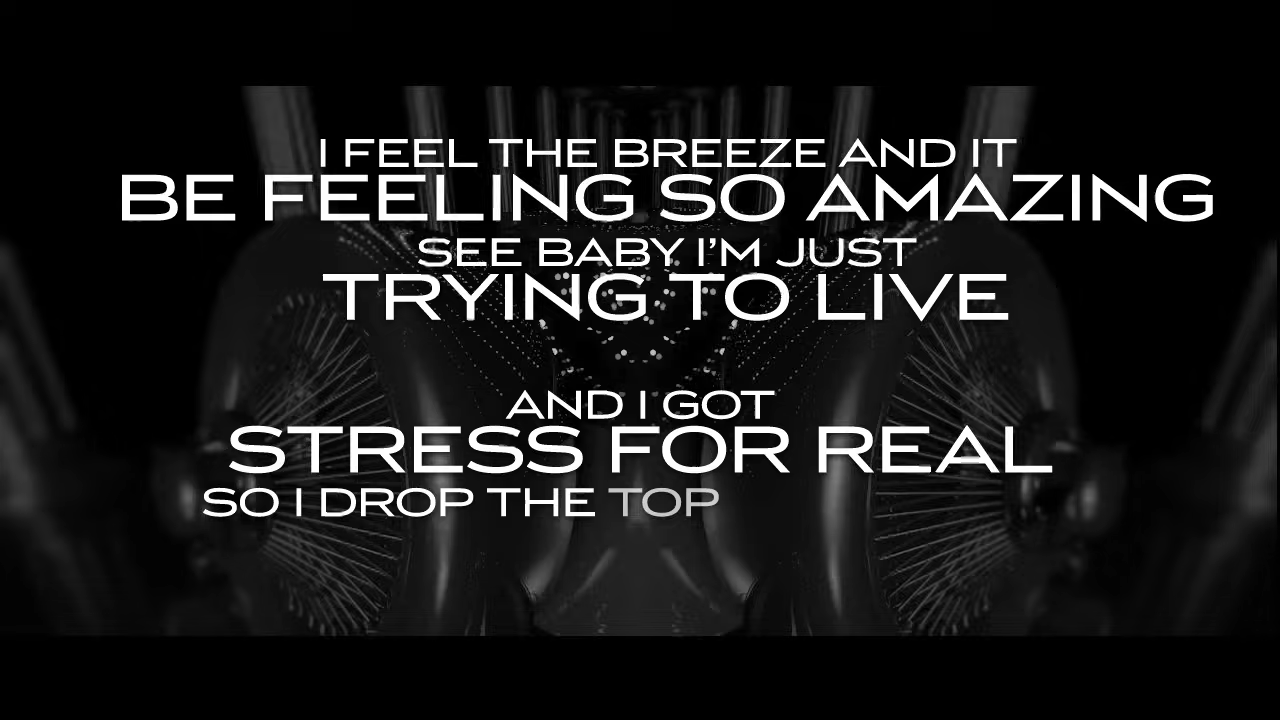 I FEEL THE BREEZE AND IT
BE FEELING SO AMAZING
SEE BABY I'M JUST
TRYING TO LIVE
AND I GOT
STRESS FOR REAL
SO I DROP THE TOP